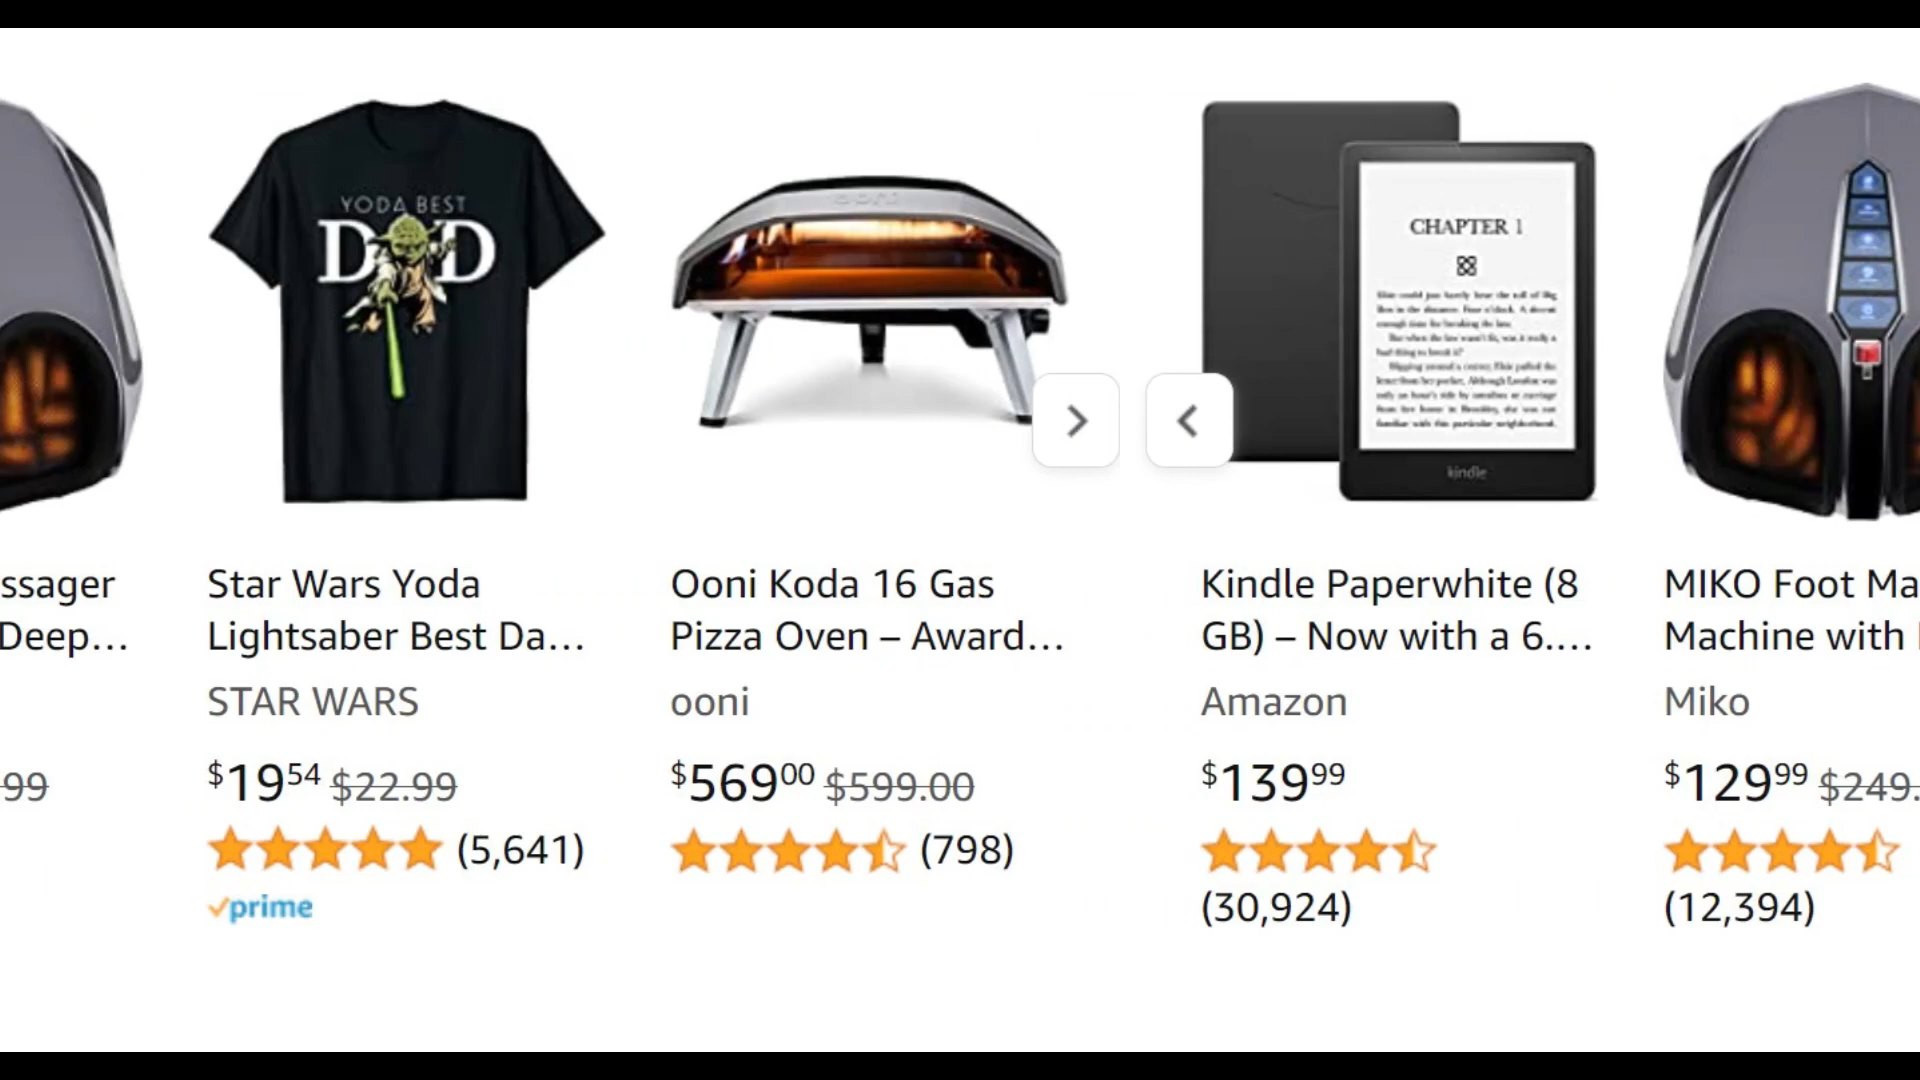 YODA BEST
DAD
CHAPTER 1
kindle
ssager
Deep...
99
Star Wars Yoda
Lightsaber Best Da...
STAR WARS
$19.54 $22.99
(5,641)
prime
Ooni Koda 16 Gas
Pizza Oven – Award...
ooni
$569.00 $599.00
(798)
Kindle Paperwhite (8
GB) – Now with a 6....
Amazon
$139.99
(30,924)
MIKO Foot Ma
Machine with
Miko
$129.99 $249.
(12,394)